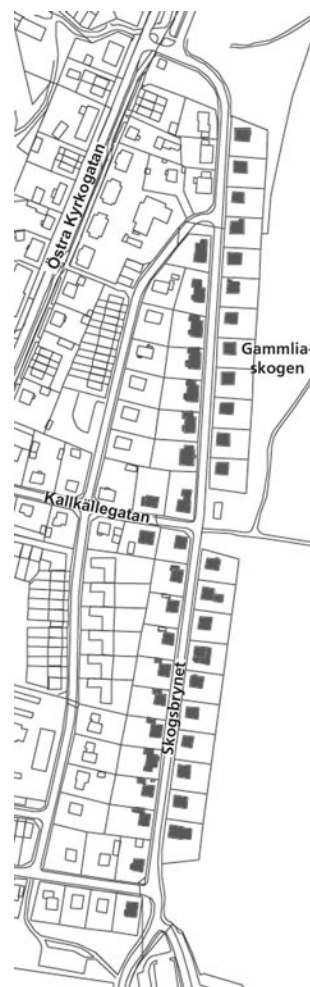 Östra Kyrkogatan
Gammlia-
skogen
Kallkällegatan
Skogsbrynet